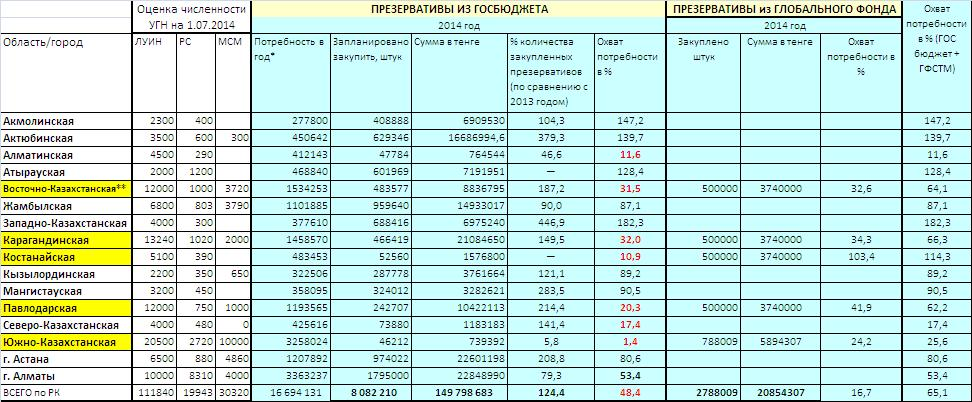 Оценка численности УГН на 1.07.2014 | ПРЕЗЕРВАТИВЫ ИЗ ГОСБЮДЖЕТА | ПРЕЗЕРВАТИВЫ из ГЛОБАЛЬНОГО ФОНДА | Охват потребности в % (ГОС бюджет + ГФСТМ)
2014 год | 2014 год
Область/город | ЛУИН | РС | МСМ | Потребность в год* | Запланировано закупить, штук | Сумма в тенге | % количества закупленных презервативов (по сравнению с 2013 годом) | Охват потребности в % | Закуплено штук | Сумма в тенге | Охват потребности в %
Акмолинская | 2300 | 400 | 277800 | 408888 | 6909530 | 104,3 | 147,2 | 147,2
Актюбинская | 3500 | 600 | 300 | 450642 | 629346 | 16686994,6 | 379,3 | 139,7 | 139,7
Алматинская | 4500 | 290 | 412143 | 47784 | 764544 | 46,6 | 11,6 | 11,6
Атырауская | 2000 | 1200 | 468840 | 601969 | 7191951 | — | 128,4 | 128,4
Восточно-Казахстанская** | 12000 | 1000 | 3720 | 1534253 | 483577 | 8836795 | 187,2 | 31,5 | 500000 | 3740000 | 32,6 | 64,1
Жамбылская | 6800 | 803 | 3790 | 1101885 | 959640 | 14933017 | 90,0 | 87,1 | 87,1
Западно-Казахстанская | 4000 | 300 | 377610 | 688416 | 6975240 | 446,9 | 182,3 | 182,3
Карагандинская | 13240 | 1020 | 2000 | 1458570 | 466419 | 21084650 | 149,5 | 32,0 | 500000 | 3740000 | 34,3 | 66,3
Костанайская | 5100 | 390 | 483453 | 52560 | 1576800 | — | 10,9 | 500000 | 3740000 | 103,4 | 114,3
Кызылординская | 2200 | 350 | 650 | 322506 | 287778 | 3761664 | 121,1 | 89,2 | 89,2
Мангистауская | 3200 | 450 | 358095 | 324012 | 3282621 | 283,5 | 90,5 | 90,5
Павлодарская | 12000 | 750 | 1000 | 1193565 | 242707 | 10422113 | 214,4 | 20,3 | 500000 | 3740000 | 41,9 | 62,2
Северо-Казахстанская | 4000 | 480 | 0 | 425616 | 73880 | 1183183 | 141,4 | 17,4 | 17,4
Южно-Казахстанская | 20500 | 2720 | 10000 | 3258024 | 46212 | 739392 | 5,8 | 1,4 | 788009 | 5894307 | 24,2 | 25,6
г. Астана | 6500 | 880 | 4860 | 1207892 | 974022 | 22601198 | 208,8 | 80,6 | 80,6
г. Алматы | 10000 | 8310 | 4000 | 3363237 | 1795000 | 22848990 | 79,3 | 53,4 | 53,4
ВСЕГО по РК | 111840 | 19943 | 30320 | 16 694 131 | 8 082 210 | 149 798 683 | 124,4 | 48,4 | 2788009 | 20854307 | 16,7 | 65,1